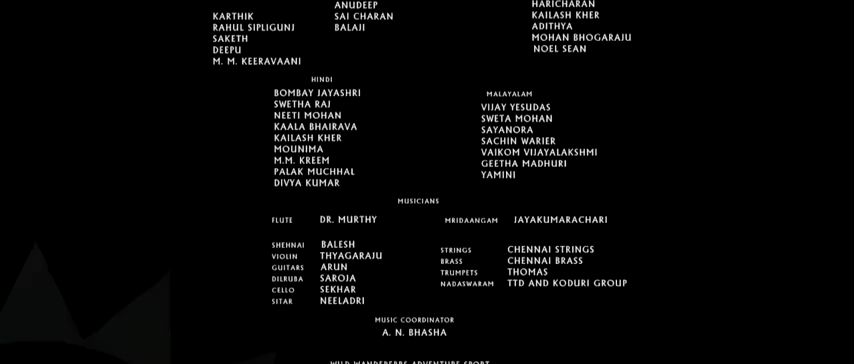 ANUDEEP
SAI CHARAN
BALAJI
KARTHIK
RAHUL SIPLIGUNJ
SAKETH
DEEPU
M. M. KEERAVAANI
HARICHARAN
KAILASH KHER
ADITHYA
MOHAN BHOGARAJU
NOEL SEAN
HINDI
BOMBAY JAYASHRI
SWETHA RAJ
NEETI MOHAN
KAALA BHAIRAVA
KAILASH KHER
MOUNIMA
M.M. KREEM
PALAK MUCHHAL
DIVYA KUMAR
MALAYALAM
VIJAY YESUDAS
SWETA MOHAN
SAYANORA
SACHIN WARIER
VAIKOM VIJAYALAKSHMI
GEETHA MADHURI
YAMINI
MUSICIANS
FLUTE DR. MURTHY
MRIDAANGAM JAYAKUMARACHARI
SHEHNAI BALESH
VIOLIN THYAGARAJU
GUITARS ARUN
DILRUBA SAROJA
CELLO SEKHAR
SITAR NEELADRI
STRINGS CHENNAI STRINGS
BRASS CHENNAI BRASS
TRUMPETS THOMAS
NADASWARAM TTD AND KODURI GROUP
MUSIC COORDINATOR
A. N. BHASHA
ADVENTURE SPORT